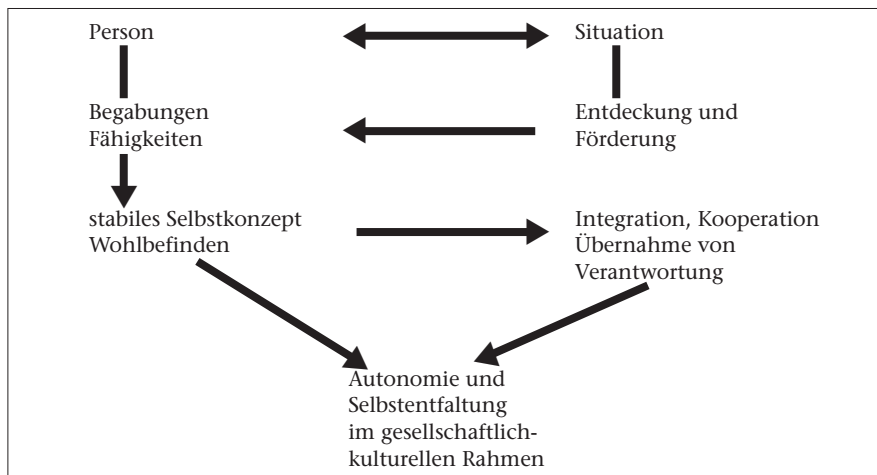 Person
Situation
Begabungen
Fähigkeiten
Entdeckung und
Förderung
stabiles Selbstkonzept
Wohlbefinden
Integration, Kooperation
Übernahme von
Verantwortung
Autonomie und
Selbstentfaltung
im gesellschaftlich-
kulturellen Rahmen